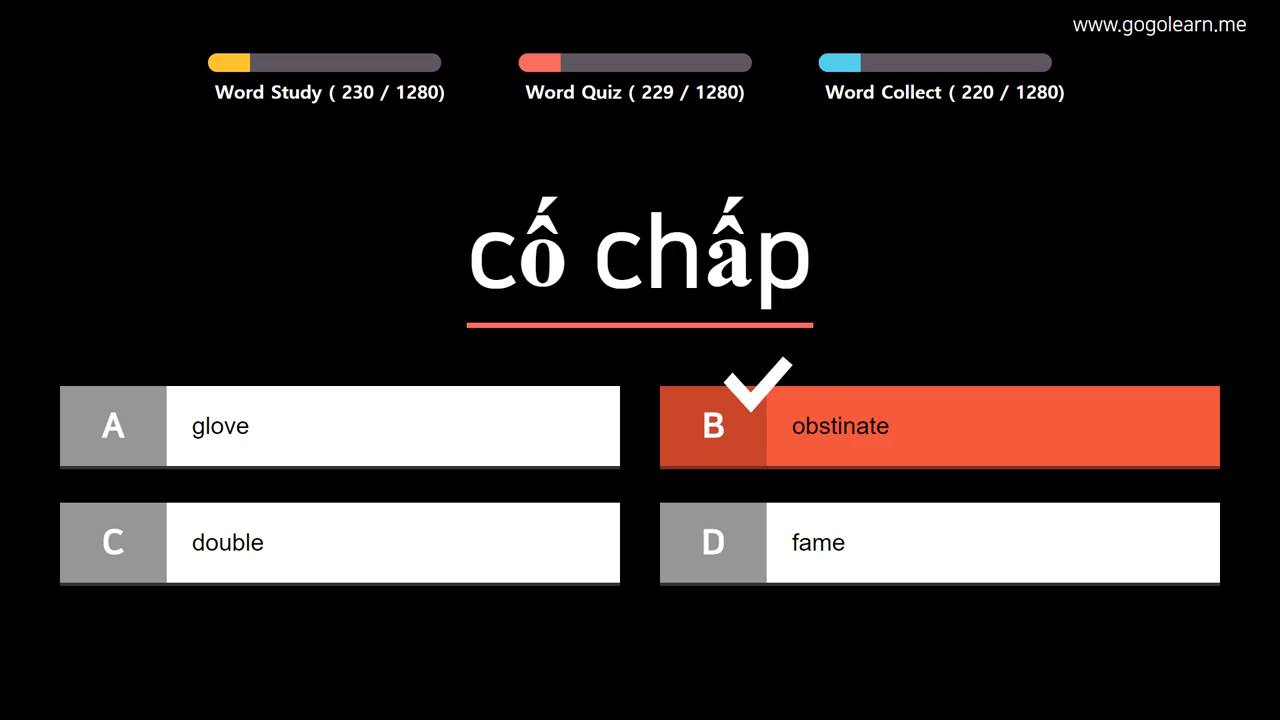 www.gogolearn.me
Word Study ( 230 / 1280)
Word Quiz ( 229 / 1280)
Word Collect ( 220 / 1280)
cố chấp
A glove
B obstinate
C double
D fame